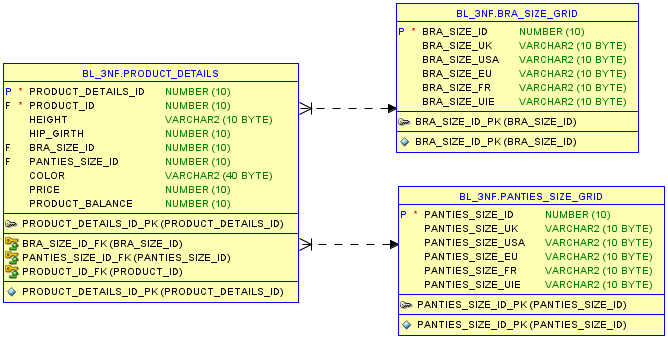 BL_3NF.PRODUCT_DETAILS
P * PRODUCT_DETAILS_ID NUMBER (10)
F * PRODUCT_ID NUMBER (10)
HEIGHT VARCHAR2 (10 BYTE)
HIP_GIRTH NUMBER (10)
F BRA_SIZE_ID NUMBER (10)
F PANTIES_SIZE_ID NUMBER (10)
COLOR VARCHAR2 (40 BYTE)
PRICE NUMBER (10)
PRODUCT_BALANCE NUMBER (10)
PRODUCT_DETAILS_ID_PK (PRODUCT_DETAILS_ID)
BRA_SIZE_ID_FK (BRA_SIZE_ID)
PANTIES_SIZE_ID_FK (PANTIES_SIZE_ID)
PRODUCT_ID_FK (PRODUCT_ID)
PRODUCT_DETAILS_ID_PK (PRODUCT_DETAILS_ID)
BL_3NF.BRA_SIZE_GRID
P * BRA_SIZE_ID NUMBER (10)
BRA_SIZE_UK VARCHAR2 (10 BYTE)
BRA_SIZE_USA VARCHAR2 (10 BYTE)
BRA_SIZE_EU VARCHAR2 (10 BYTE)
BRA_SIZE_FR VARCHAR2 (10 BYTE)
BRA_SIZE_UIE VARCHAR2 (10 BYTE)
BRA_SIZE_ID_PK (BRA_SIZE_ID)
BRA_SIZE_ID_PK (BRA_SIZE_ID)
BL_3NF.PANTIES_SIZE_GRID
P * PANTIES_SIZE_ID NUMBER (10)
PANTIES_SIZE_UK VARCHAR2 (10 BYTE)
PANTIES_SIZE_USA VARCHAR2 (10 BYTE)
PANTIES_SIZE_EU VARCHAR2 (10 BYTE)
PANTIES_SIZE_FR VARCHAR2 (10 BYTE)
PANTIES_SIZE_UIE VARCHAR2 (10 BYTE)
PANTIES_SIZE_ID_PK (PANTIES_SIZE_ID)
PANTIES_SIZE_ID_PK (PANTIES_SIZE_ID)